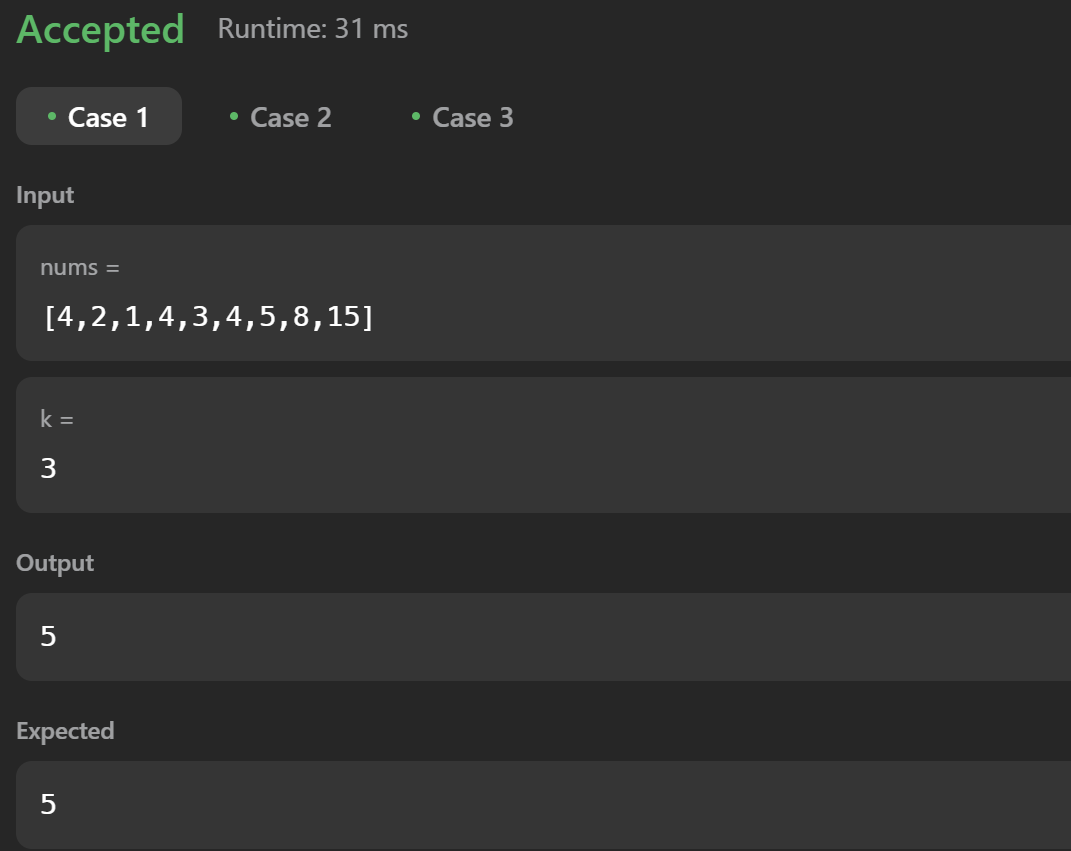 Accepted Runtime: 31 ms
Case 1 Case 2 Case 3
Input
nums =
[4,2,1,4,3,4,5,8,15]
k =
3
Output
5
Expected
5